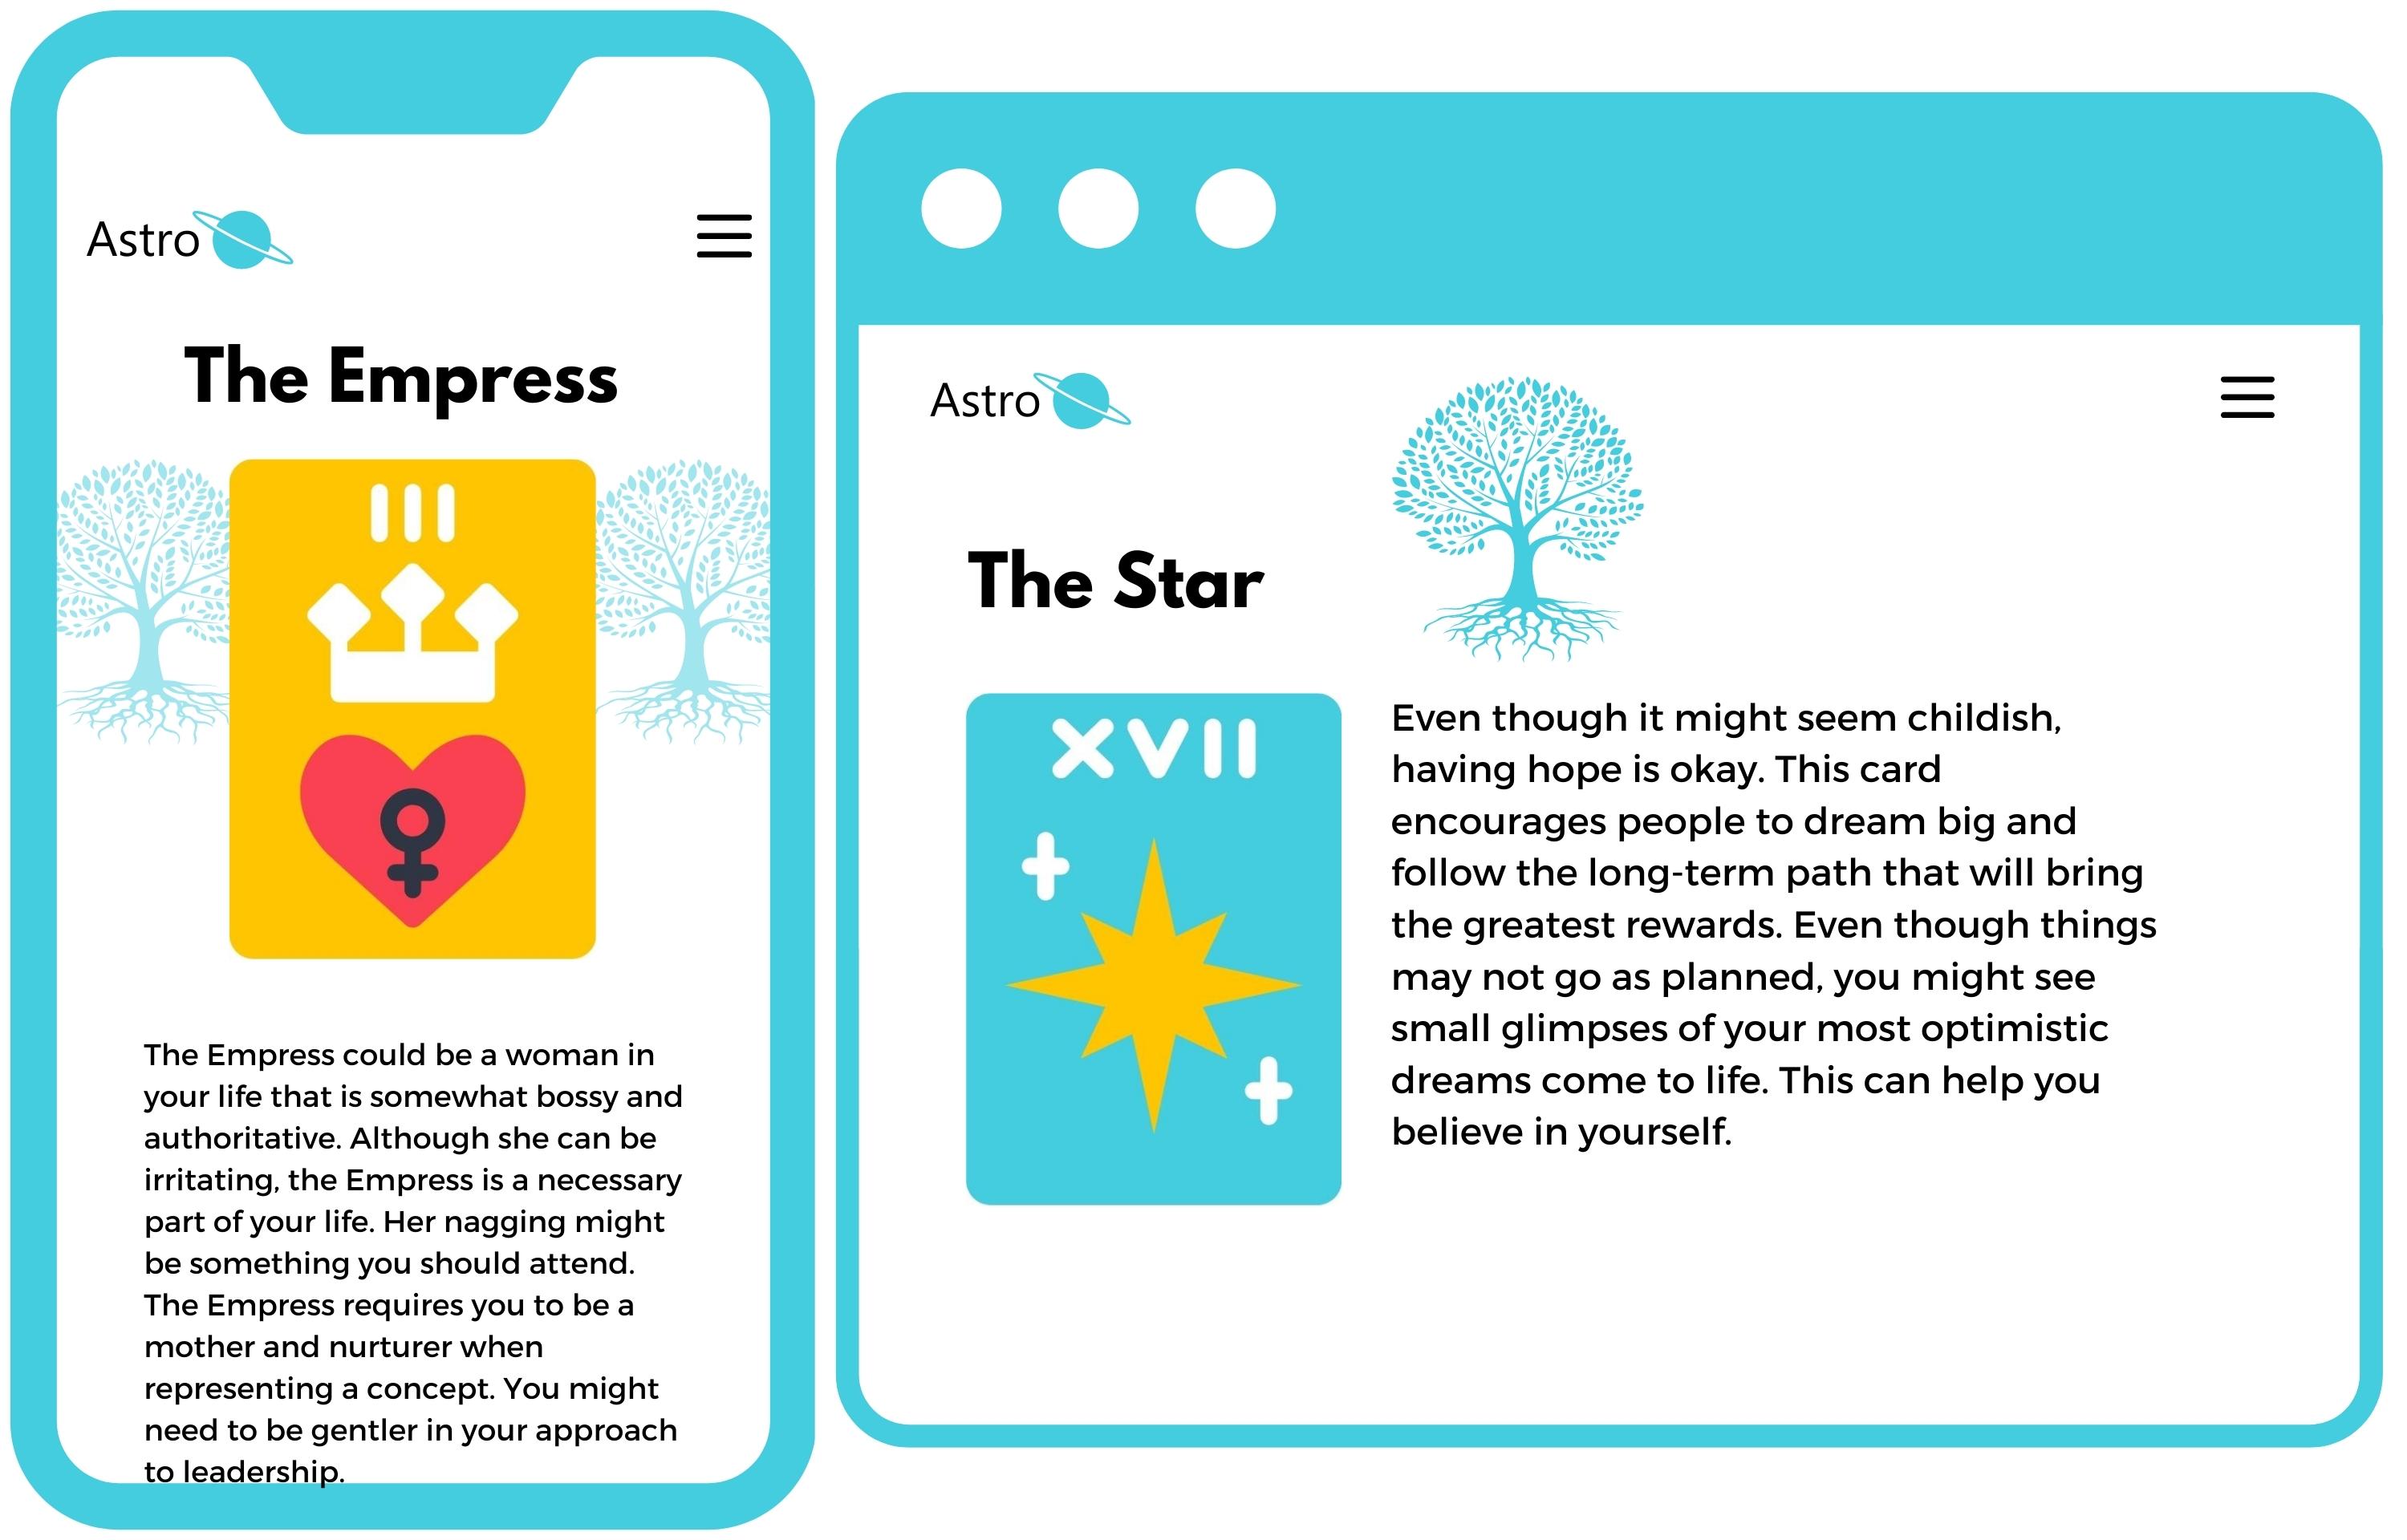 Astro
The Empress
III
The Empress could be a woman in
your life that is somewhat bossy and
authoritative. Although she can be
irritating, the Empress is a necessary
part of your life. Her nagging might
be something you should attend.
The Empress requires you to be a
mother and nurturer when
representing a concept. You might
need to be gentler in your approach
to leadership.
Astro
The Star
XVII
Even though it might seem childish,
having hope is okay. This card
encourages people to dream big and
follow the long-term path that will bring
the greatest rewards. Even though things
may not go as planned, you might see
small glimpses of your most optimistic
dreams come to life. This can help you
believe in yourself.